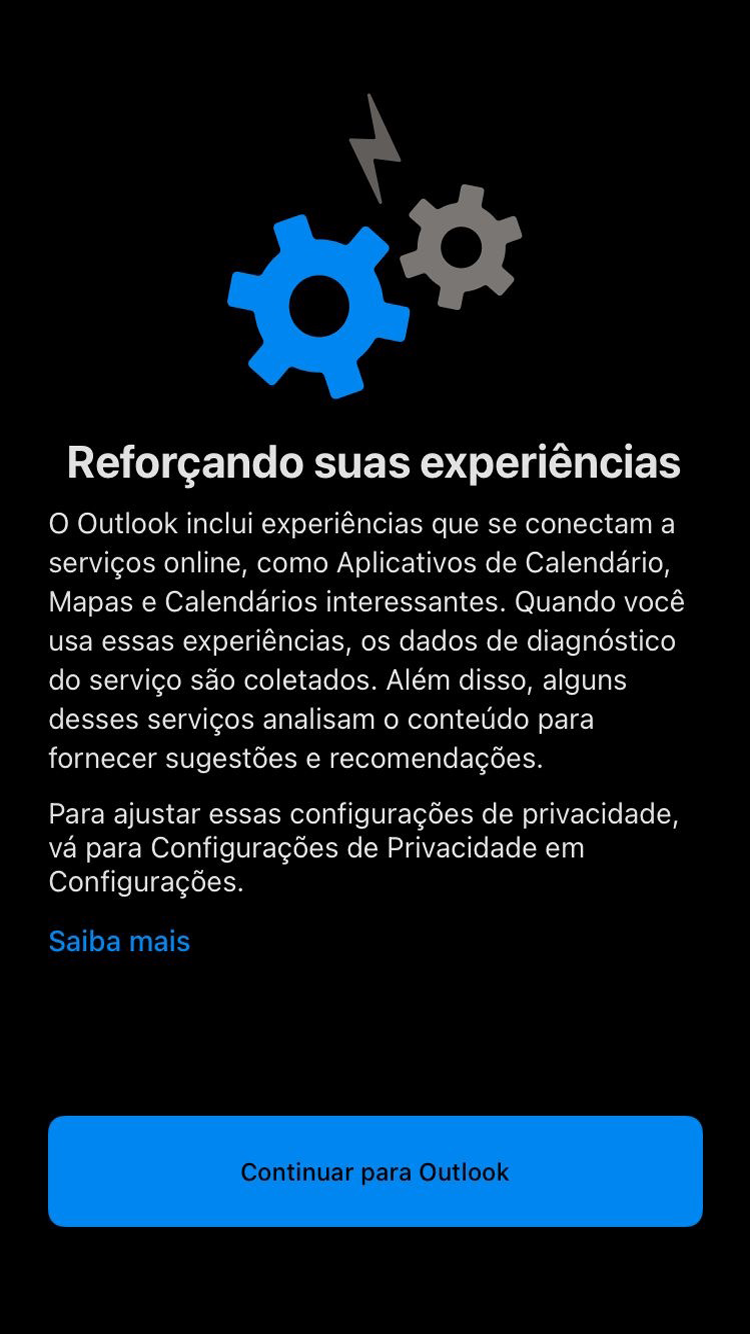 Reforçando suas experiências
O Outlook inclui experiências que se conectam a
serviços online, como Aplicativos de Calendário,
Mapas e Calendários interessantes. Quando você
usa essas experiências, os dados de diagnóstico
do serviço são coletados. Além disso, alguns
desses serviços analisam o conteúdo para
fornecer sugestões e recomendações.
Para ajustar essas configurações de privacidade,
vá para Configurações de Privacidade em
Configurações.
Saiba mais
Continuar para Outlook